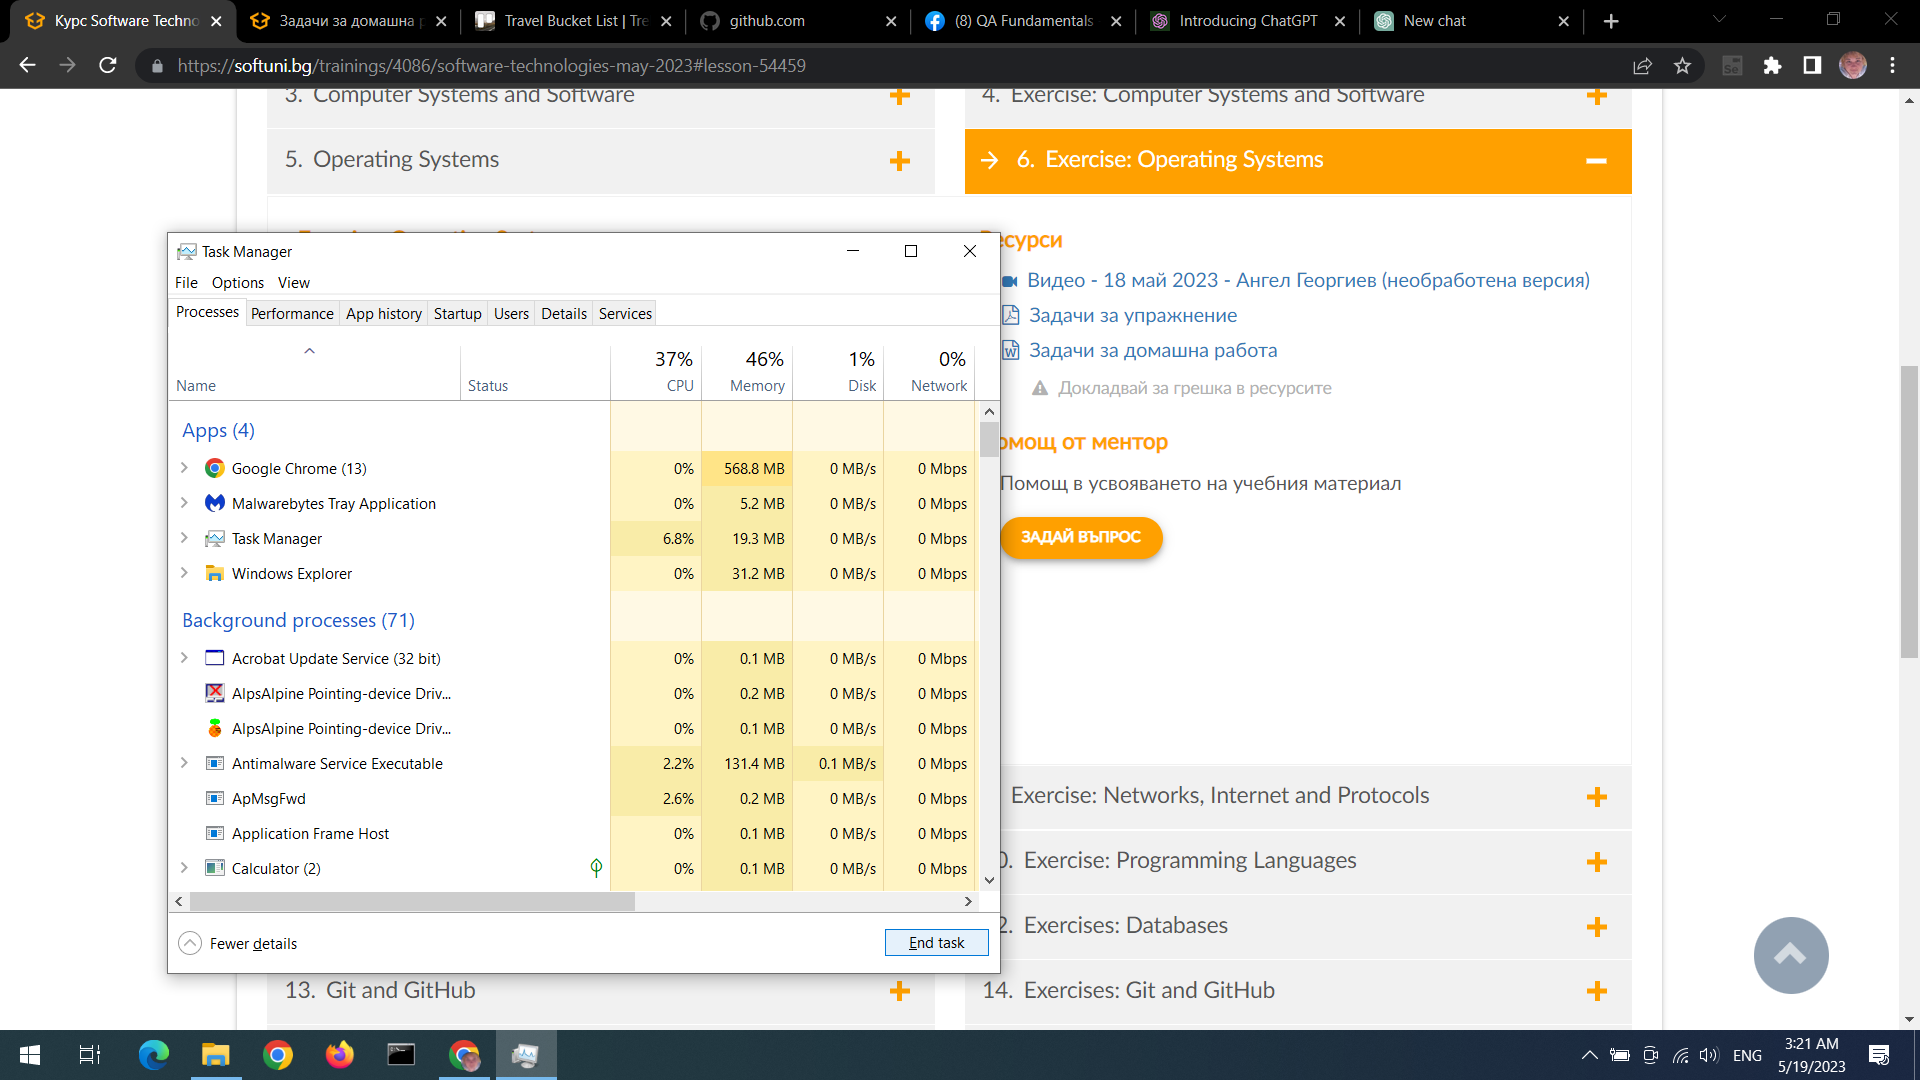 Курс Software Techno
Задачи за домашна р
Travel Bucket List | Tre
github.com
(8) QA Fundamentals
Introducing ChatGPT
New chat
https://softuni.bg/trainings/4086/software-technologies-may-2023#lesson-54459
3. Computer Systems and Software
4. Exercise: Computer Systems and Software
5. Operating Systems
6. Exercise: Operating Systems
Task Manager
File Options View
Processes Performance App history Startup Users Details Services
37% 46% 1% 0%
Name Status CPU Memory Disk Network
Apps (4)
Google Chrome (13) 0% 568.8 MB 0 MB/s 0 Mbps
Malwarebytes Tray Application 0% 5.2 MB 0 MB/s 0 Mbps
Task Manager 6.8% 19.3 MB 0 MB/s 0 Mbps
Windows Explorer 0% 31.2 MB 0 MB/s 0 Mbps
Background processes (71)
Acrobat Update Service (32 bit) 0% 0.1 MB 0 MB/s 0 Mbps
AlpsAlpine Pointing-device Driv... 0% 0.2 MB 0 MB/s 0 Mbps
AlpsAlpine Pointing-device Driv... 0% 0.1 MB 0 MB/s 0 Mbps
Antimalware Service Executable 2.2% 131.4 MB 0.1 MB/s 0 Mbps
ApMsgFwd 2.6% 0.2 MB 0 MB/s 0 Mbps
Application Frame Host 0% 0.1 MB 0 MB/s 0 Mbps
Calculator (2) 0% 0.1 MB 0 MB/s 0 Mbps
Fewer details
End task
есурси
Видео - 18 май 2023 - Ангел Георгиев (необработена версия)
Задачи за упражнение
Задачи за домашна работа
Докладвай за грешка в ресурсите
омощ от ментор
Помощ в усвояването на учебния материал
ЗАДАЙ ВЪПРОС
Exercise: Networks, Internet and Protocols
0. Exercise: Programming Languages
2. Exercises: Databases
13. Git and GitHub
14. Exercises: Git and GitHub
ENG
3:21 AM
5/19/2023